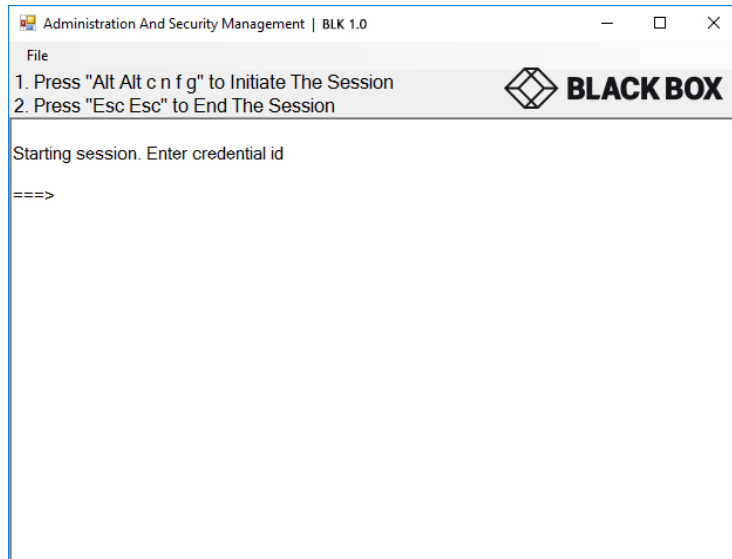 Administration And Security Management | BLK 1.0
File
1. Press "Alt Alt c n f g" to Initiate The Session
2. Press "Esc Esc" to End The Session
BLACK BOX
Starting session. Enter credential id
===>